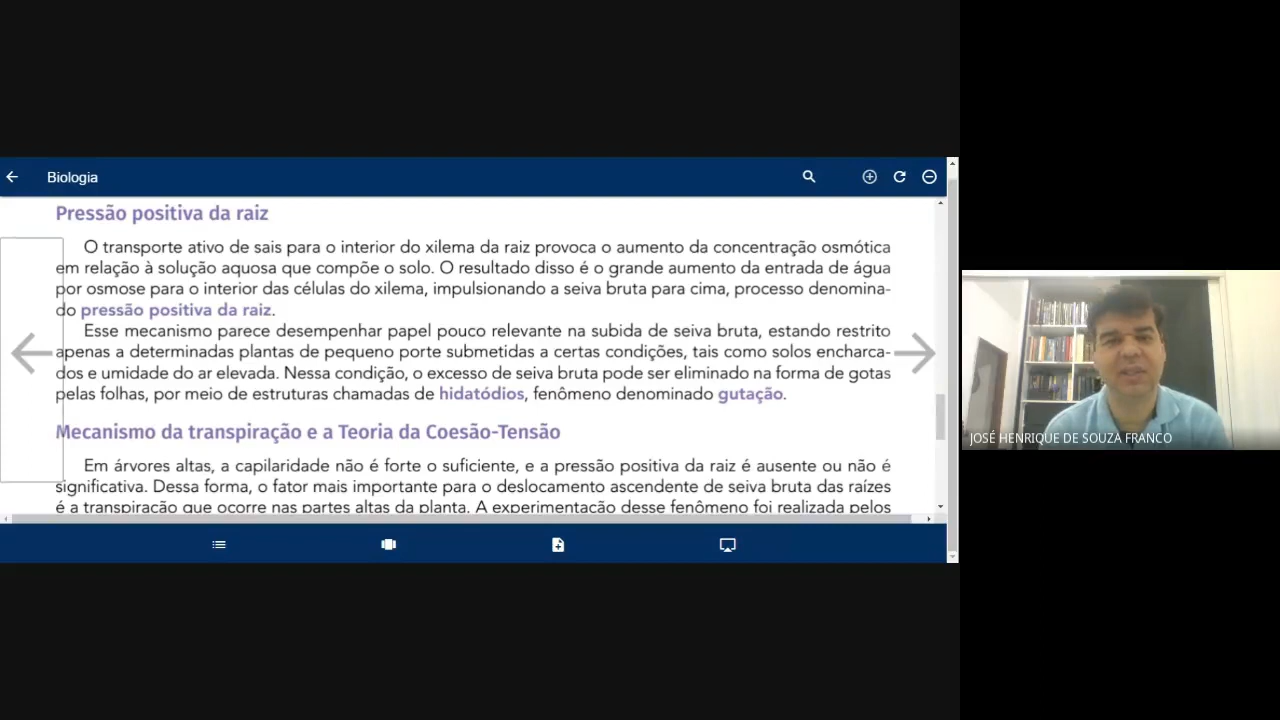 Biologia
Pressão positiva da raiz
O transporte ativo de sais para o interior do xilema da raiz provoca o aumento da concentração osmótica
em relação à solução aquosa que compõe o solo. O resultado disso é o grande aumento da entrada de água
por osmose para o interior das células do xilema, impulsionando a seiva bruta para cima, processo denomina-
do pressão positiva da raiz.
Esse mecanismo parece desempenhar papel pouco relevante na subida de seiva bruta, estando restrito
apenas a determinadas plantas de pequeno porte submetidas a certas condições, tais como solos encharca-
dos e umidade do ar elevada. Nessa condição, o excesso de seiva bruta pode ser eliminado na forma de gotas
pelas folhas, por meio de estruturas chamadas de hidatódios, fenômeno denominado gutação.
Mecanismo da transpiração e a Teoria da Coesão-Tensão
Em árvores altas, a capilaridade não é forte o suficiente, e a pressão positiva da raiz é ausente ou não é
significativa. Dessa forma, o fator mais importante para o deslocamento ascendente de seiva bruta das raízes
é a transpiração que ocorre nas partes altas da planta. A experimentação desse fenômeno foi realizada pelos
JOSÉ HENRIQUE DE SOUZA FRANCO